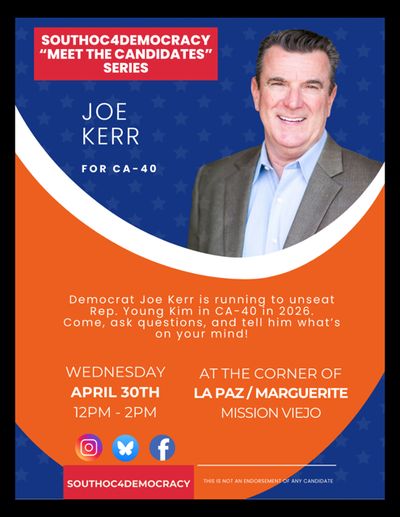 SOUTHOC4DEMOCRACY
“MEET THE CANDIDATES”
SERIES
JOE
KERR
FOR CA-40
Democrat Joe Kerr is running to unseat
Rep. Young Kim in CA-40 in 2026.
Come, ask questions, and tell him what’s
on your mind!
WEDNESDAY
APRIL 30TH
12PM - 2PM
AT THE CORNER OF
LA PAZ / MARGUERITE
MISSION VIEJO
SOUTHOC4DEMOCRACY
THIS IS NOT AN ENDORSEMENT OF ANY CANDIDATE